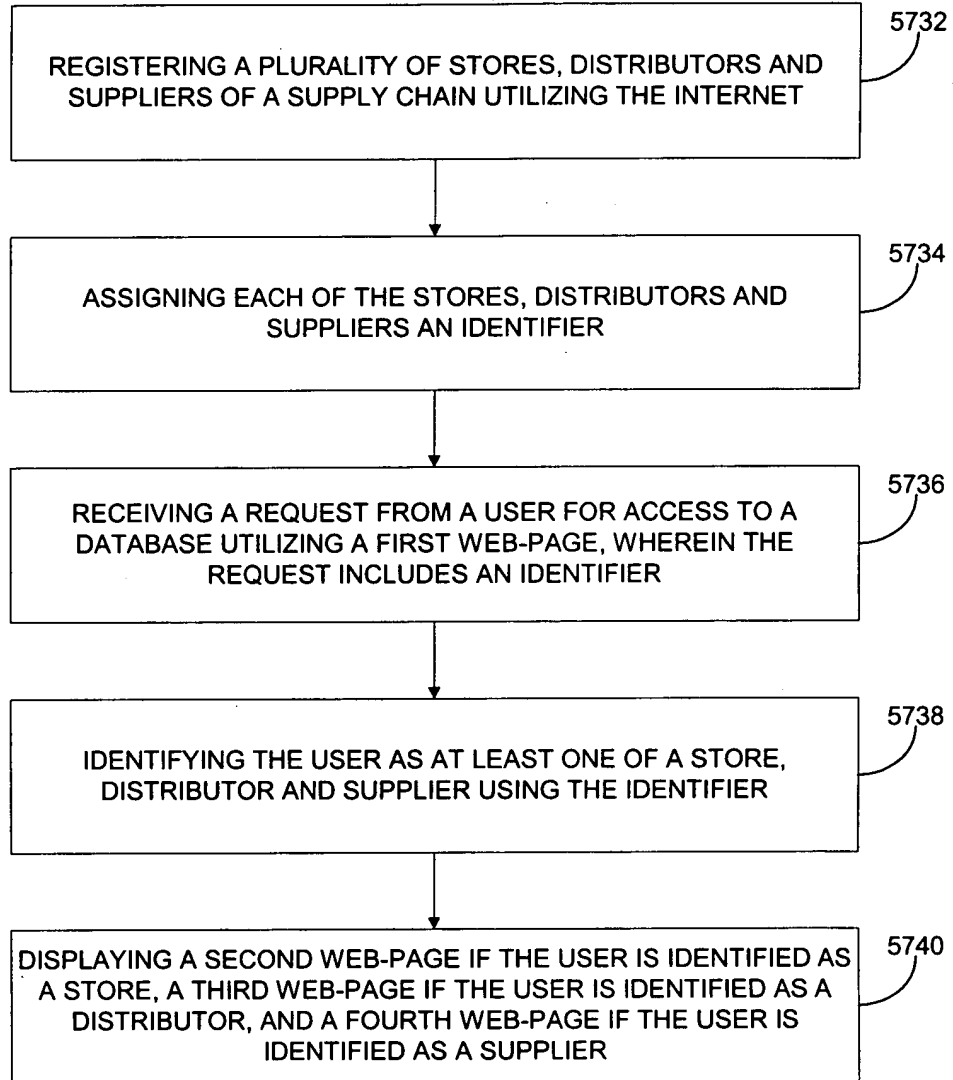 5732
REGISTERING A PLURALITY OF STORES, DISTRIBUTORS AND
SUPPLIERS OF A SUPPLY CHAIN UTILIZING THE INTERNET
5734
ASSIGNING EACH OF THE STORES, DISTRIBUTORS AND
SUPPLIERS AN IDENTIFIER
5736
RECEIVING A REQUEST FROM A USER FOR ACCESS TO A
DATABASE UTILIZING A FIRST WEB-PAGE, WHEREIN THE
REQUEST INCLUDES AN IDENTIFIER
5738
IDENTIFYING THE USER AS AT LEAST ONE OF A STORE,
DISTRIBUTOR AND SUPPLIER USING THE IDENTIFIER
5740
DISPLAYING A SECOND WEB-PAGE IF THE USER IS IDENTIFIED AS
A STORE, A THIRD WEB-PAGE IF THE USER IS IDENTIFIED AS A
DISTRIBUTOR, AND A FOURTH WEB-PAGE IF THE USER IS
IDENTIFIED AS A SUPPLIER